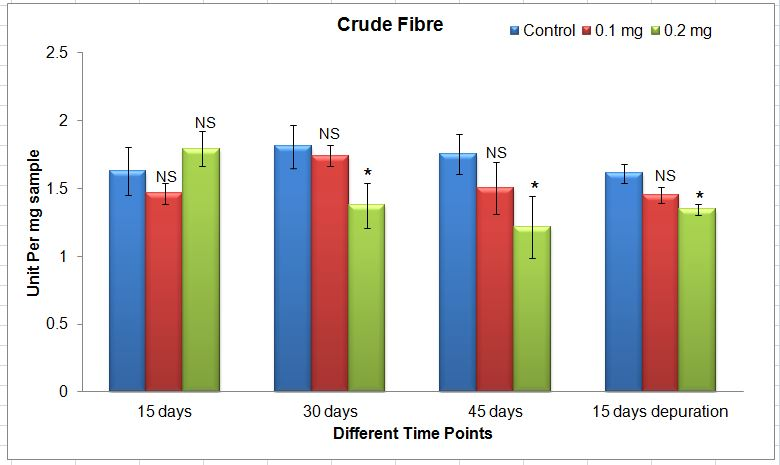 Crude Fibre
Control 0.1 mg 0.2 mg
2.5
2
1.5
1
0.5
0
Unit Per mg sample
NS
NS
NS
*
NS
*
NS
*
15 days
30 days
45 days
15 days depuration
Different Time Points